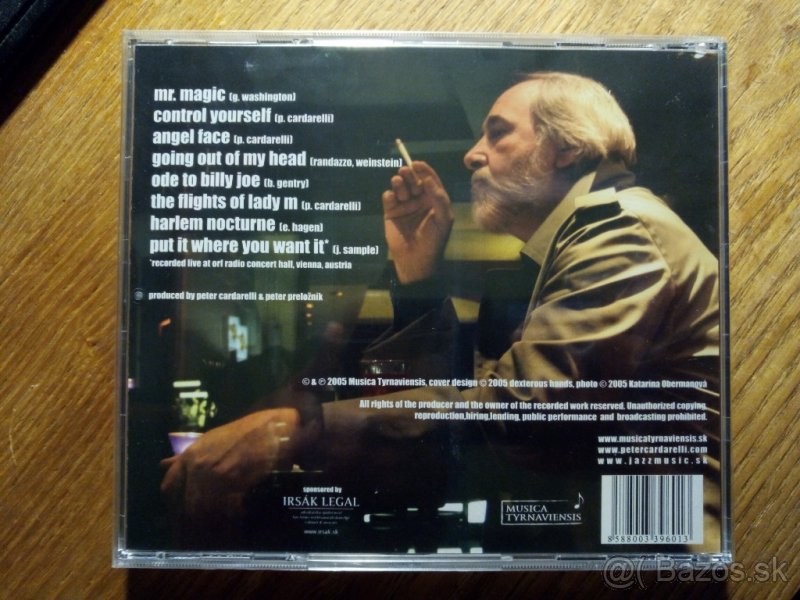 mr. magic (g. washington)
control yourself (p. cardarelli)
angel face (p. cardarelli)
going out of my head (randazzo, weinstein)
ode to billy joe (b. gentry)
the flights of lady m (p. cardarelli)
harlem nocturne (e. hagen)
put it where you want it* (j. sample)
*recorded live at orf radio concert hall, vienna, austria
produced by peter cardarelli & peter preložnik
© & ℗ 2005 Musica Tyrnaviensis, cover design © 2005 dexterous hands, photo © 2005 Katarína Obermanová
All rights of the producer and the owner of the recorded work reserved. Unauthorized copying,
reproduction,hiring,lending, public performance and broadcasting prohibited.
www.musicatyrnaviensis.sk
www.petercardarelli.com
www.jazzmusic.sk
sponsored by
IRSÁK LEGAL
www.irsak.sk
MUSICA
TYRNAVIENSIS
8588003396013
Bazos.sk